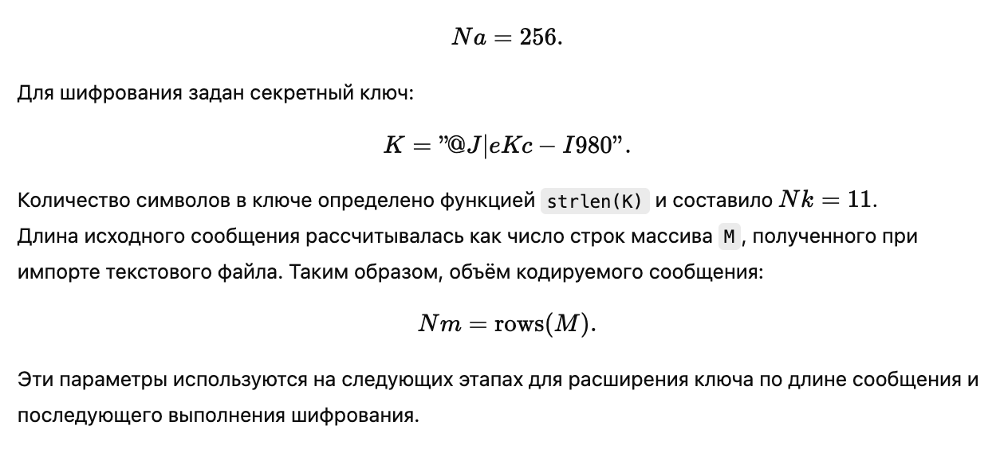 Na = 256.
Для шифрования задан секретный ключ:
K = ”@J|eKc − I980”.
Количество символов в ключе определено функцией strlen(K) и составило Nk = 11.
Длина исходного сообщения рассчитывалась как число строк массива M, полученного при
импорте текстового файла. Таким образом, объём кодируемого сообщения:
Nm = rows(M).
Эти параметры используются на следующих этапах для расширения ключа по длине сообщения и
последующего выполнения шифрования.